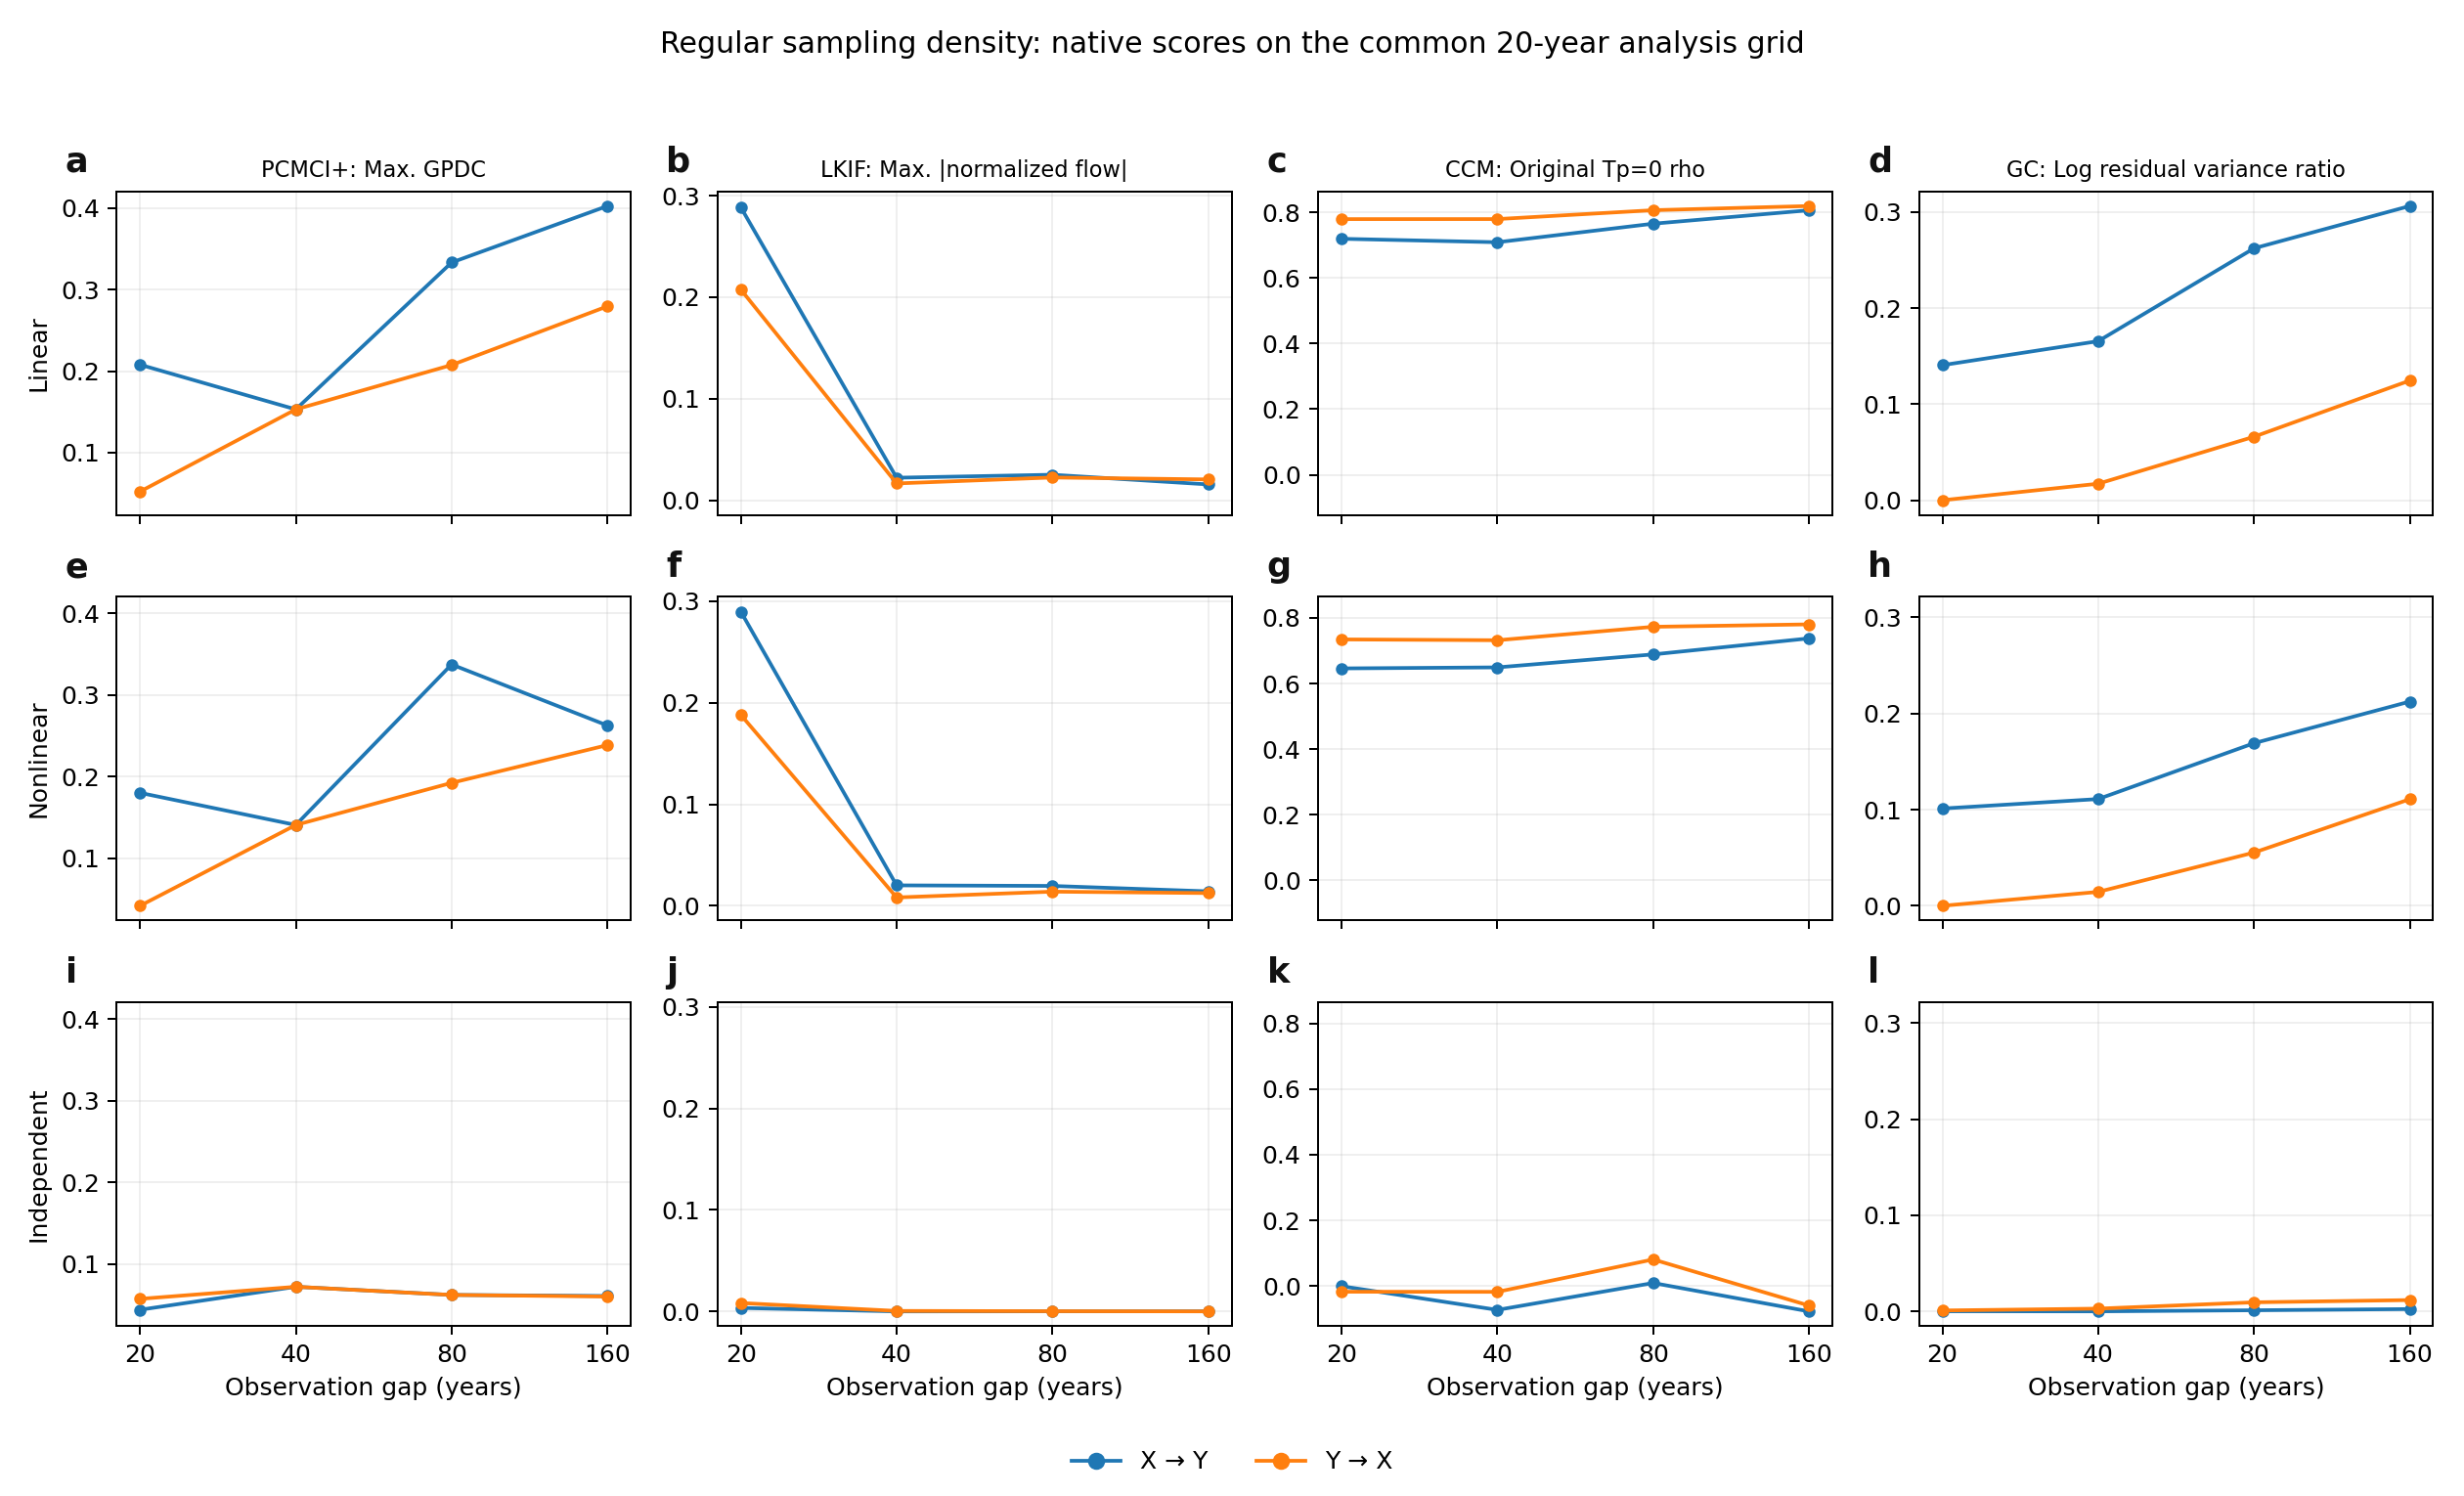 Regular sampling density: native scores on the common 20-year analysis grid
a PCMCI+: Max. GPDC
b LKIF: Max. |normalized flow|
c CCM: Original Tp=0 rho
d GC: Log residual variance ratio
Linear
0.4
0.3
0.2
0.1
0.3
0.2
0.1
0.0
0.8
0.6
0.4
0.2
0.0
0.3
0.2
0.1
0.0
e
f
g
h
Nonlinear
0.4
0.3
0.2
0.1
0.3
0.2
0.1
0.0
0.8
0.6
0.4
0.2
0.0
0.3
0.2
0.1
0.0
i
j
k
l
Independent
0.4
0.3
0.2
0.1
0.3
0.2
0.1
0.0
0.8
0.6
0.4
0.2
0.0
0.3
0.2
0.1
0.0
20 40 80 160
20 40 80 160
20 40 80 160
20 40 80 160
Observation gap (years)
Observation gap (years)
Observation gap (years)
Observation gap (years)
X → Y
Y → X